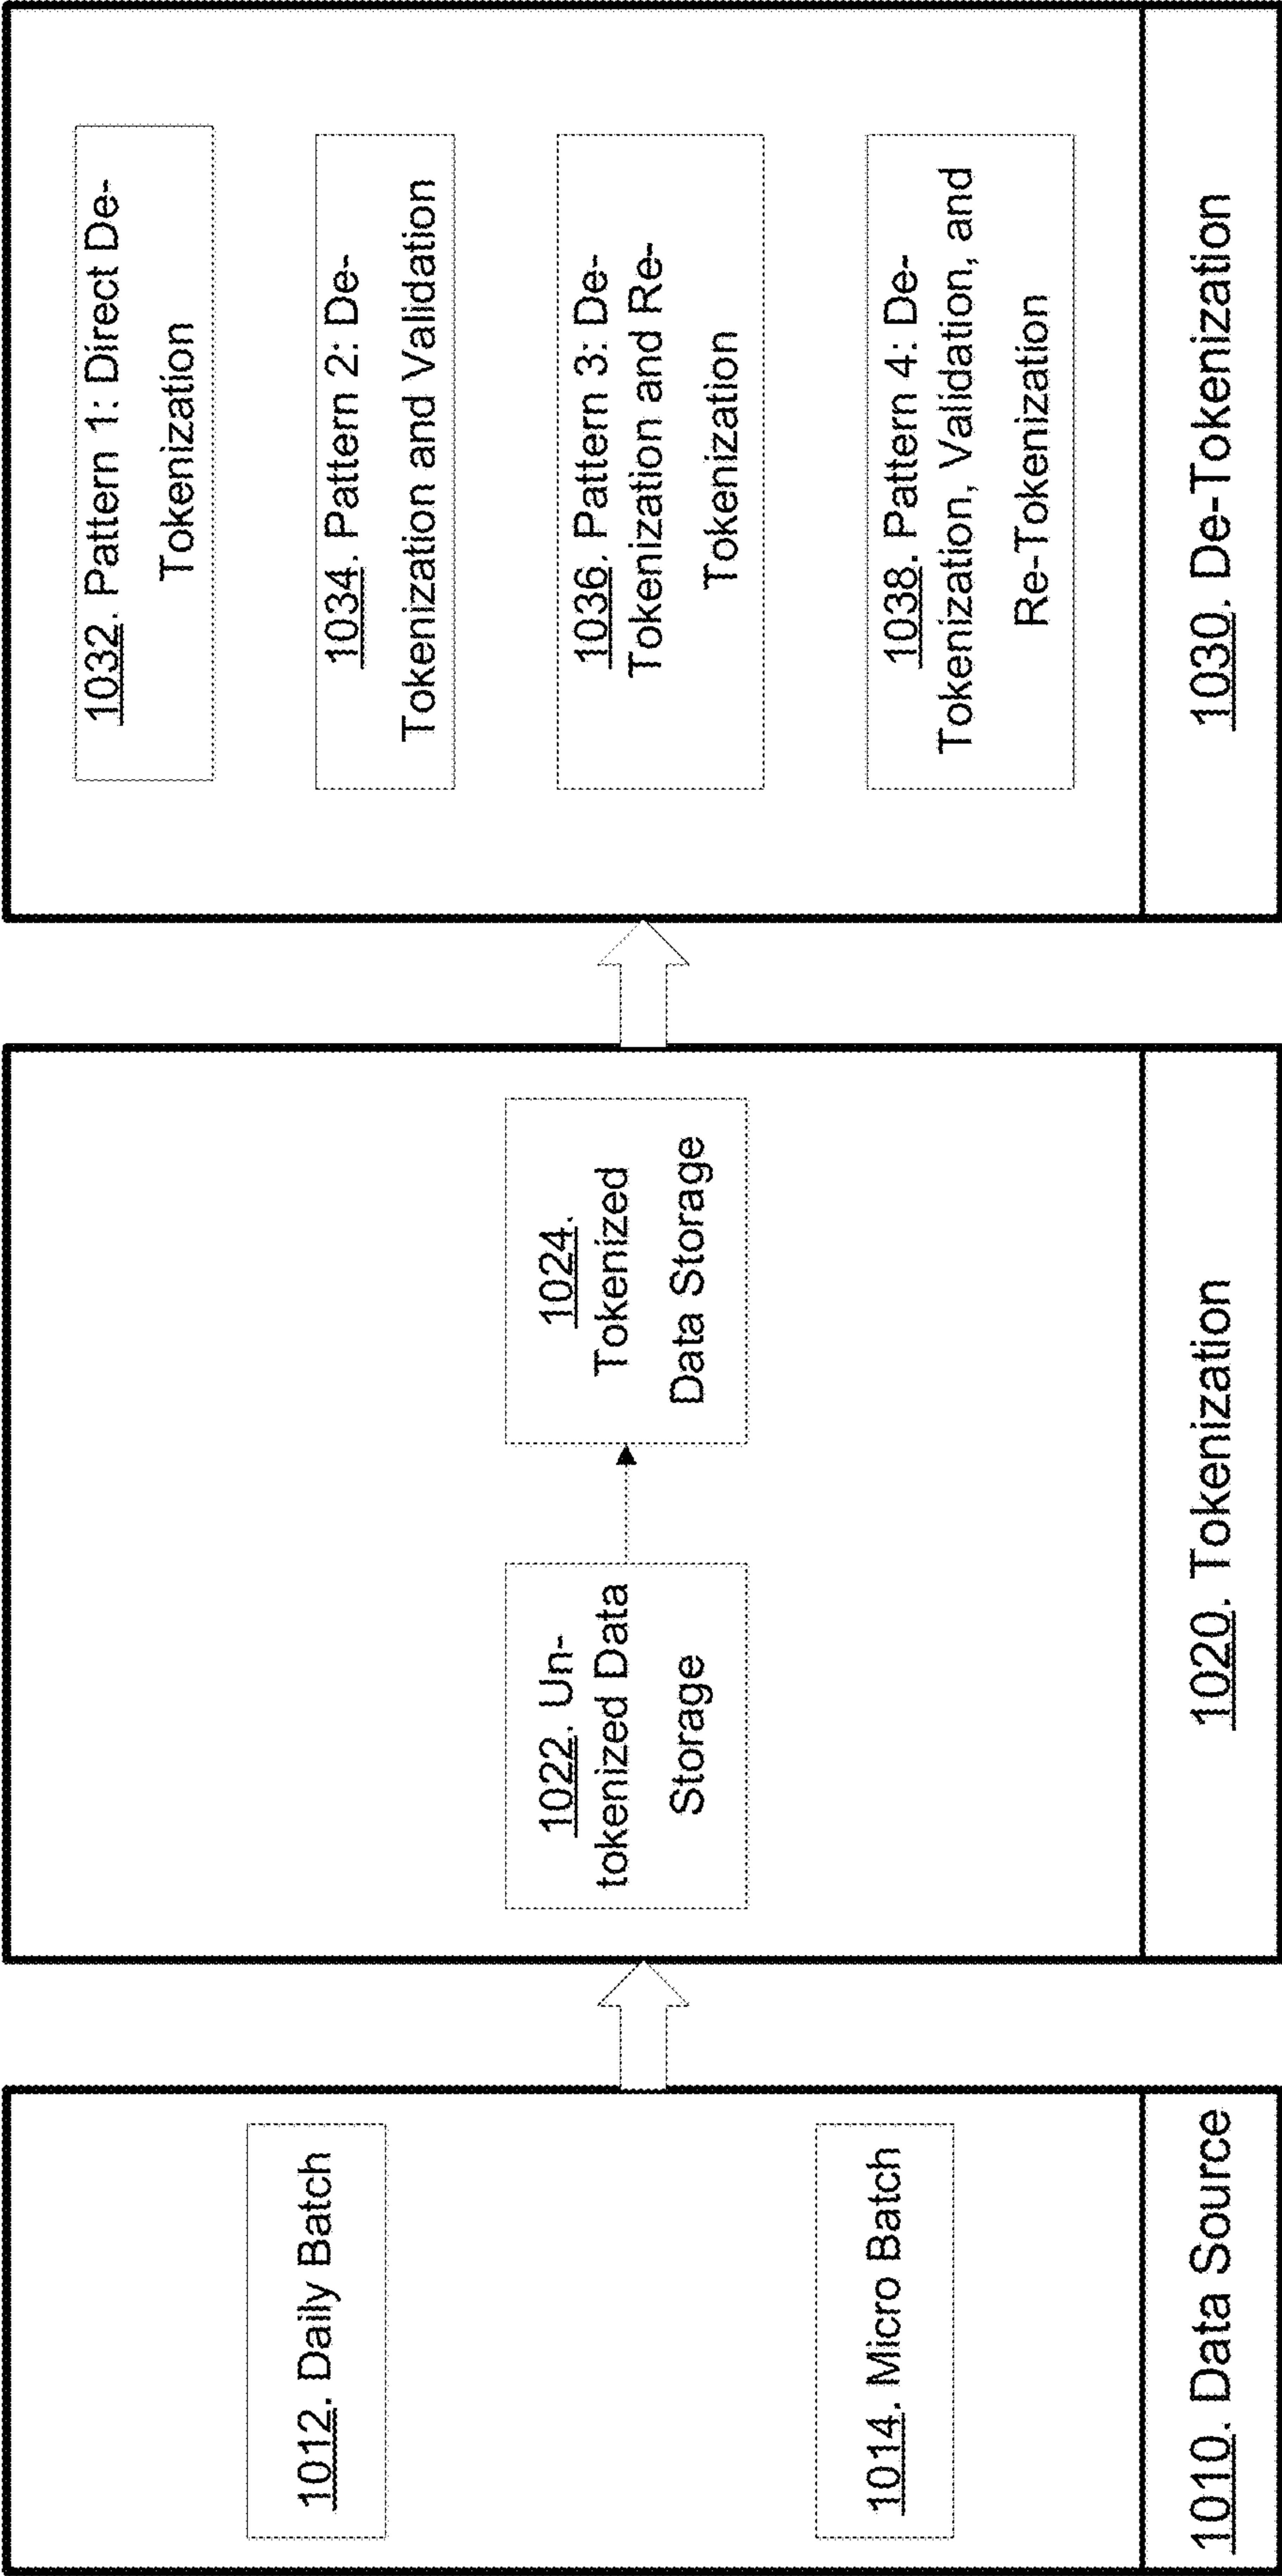 1012. Daily Batch
1014. Micro Batch
1010. Data Source
1022. Un-
tokenized Data
Storage
1024.
Tokenized
Data Storage
1020. Tokenization
1032. Pattern 1: Direct De-
Tokenization
1034. Pattern 2: De-
Tokenization and Validation
1036. Pattern 3: De-
Tokenization and Re-
Tokenization
1038. Pattern 4: De-
Tokenization, Validation, and
Re-Tokenization
1030. De-Tokenization